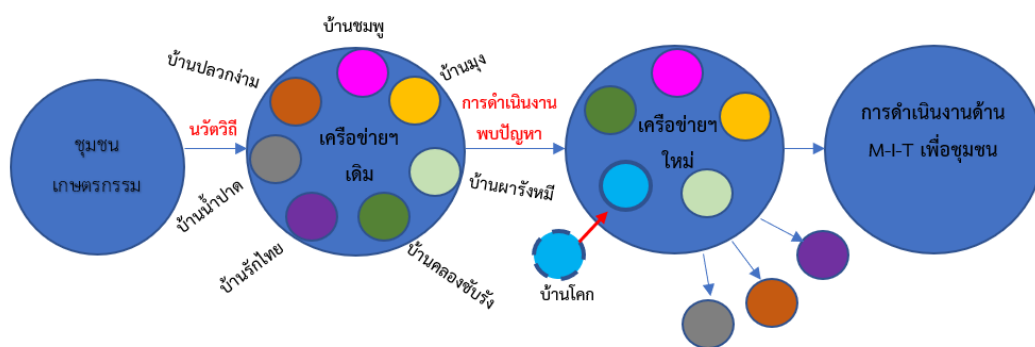 ชุมชน
เกษตรกรรม
นวัตวิถี
บ้านชมพู
บ้านปลวกง่าม
บ้านมุง
บ้านน้ำปาด
บ้านรักไทย
บ้านคลองซับรัง
บ้านผารังหมี
เครือข่ายฯ
เดิม
การดำเนินงาน
พบปัญหา
เครือข่ายฯ
ใหม่
บ้านโคก
การดำเนินงานด้าน
M-I-T เพื่อชุมชน